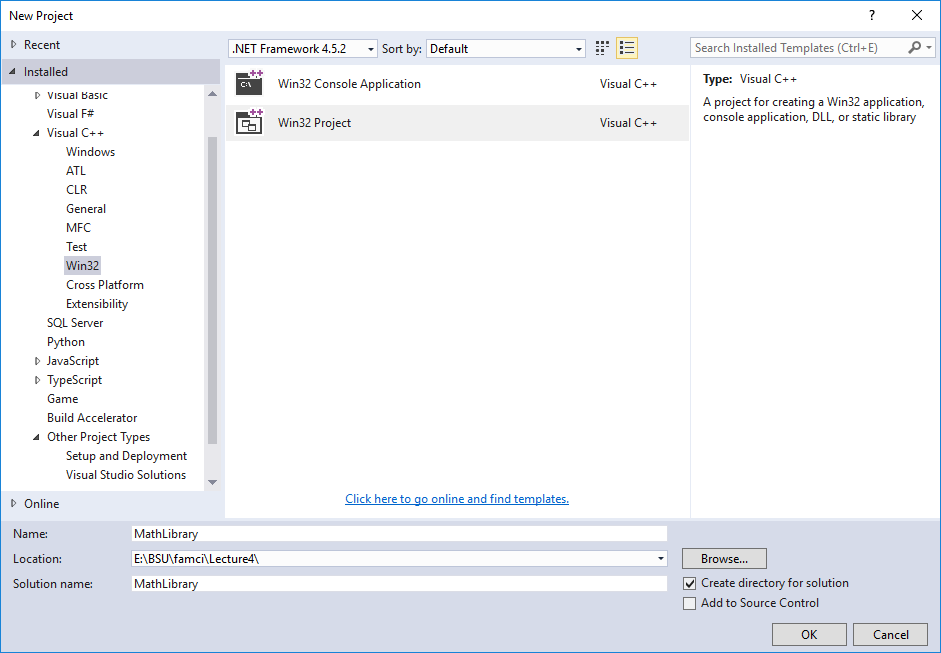 New Project
?
Recent
.NET Framework 4.5.2
Sort by:
Default
Search Installed Templates (Ctrl+E)
Installed
Visual Basic
Visual F#
Visual C++
Windows
ATL
CLR
General
MFC
Test
Win32
Cross Platform
Extensibility
SQL Server
Python
JavaScript
TypeScript
Game
Build Accelerator
Other Project Types
Setup and Deployment
Visual Studio Solutions
Online
C:\
Win32 Console Application
Visual C++
Win32 Project
Visual C++
Click here to go online and find templates.
Type: Visual C++
A project for creating a Win32 application,
console application, DLL, or static library
Name:
MathLibrary
Location:
E:\BSU\famci\Lecture4\
Browse...
Solution name:
MathLibrary
Create directory for solution
Add to Source Control
OK
Cancel